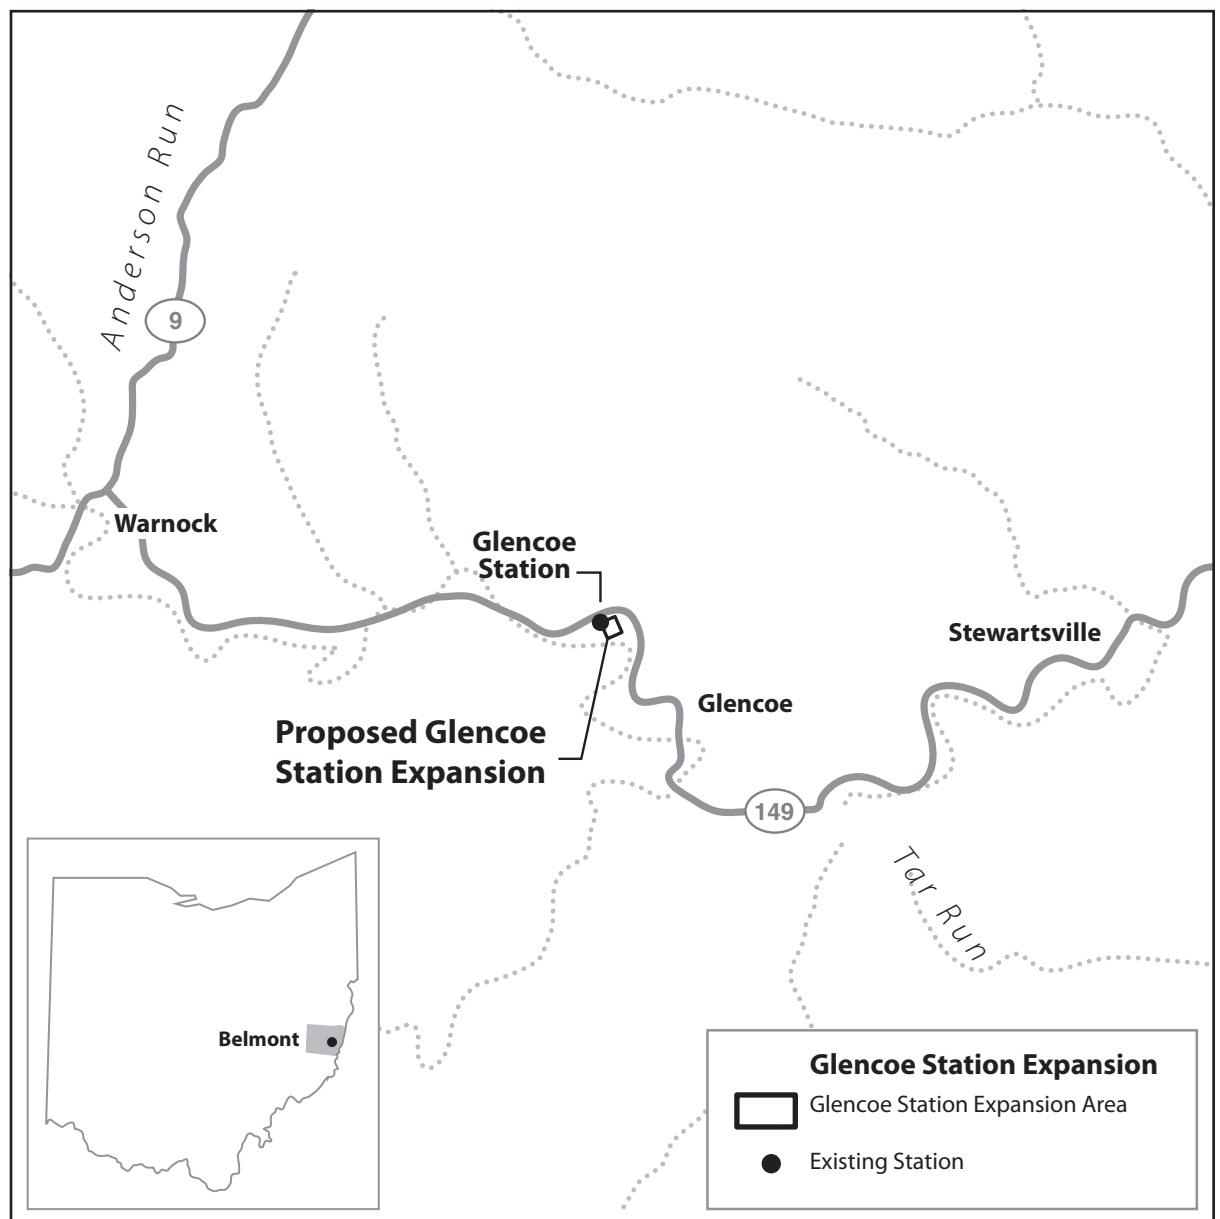 Anderson Run
9
Warnock
Glencoe
Station
Stewartsville
Glencoe
Proposed Glencoe
Station Expansion
149
Tar Run
Belmont
Glencoe Station Expansion
Glencoe Station Expansion Area
Existing Station